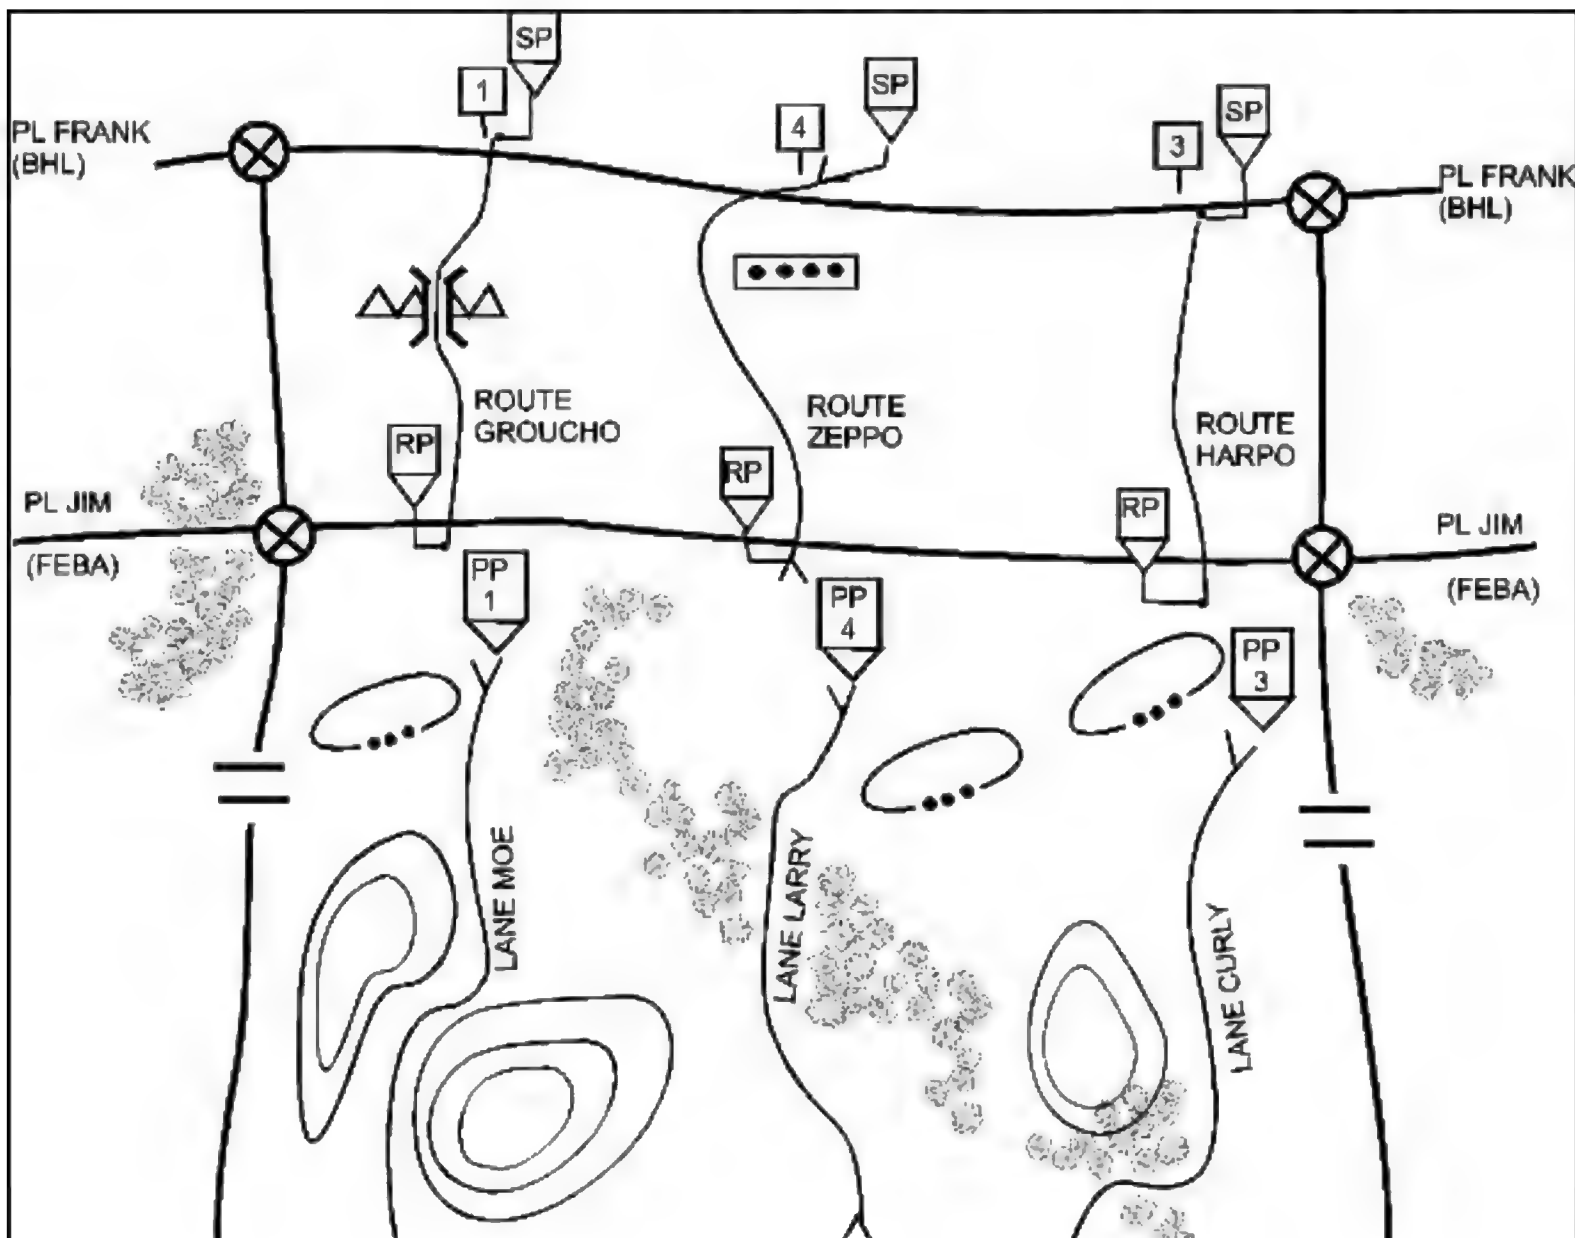 SP
1
SP
4
SP
3
PL FRANK
(BHL)
PL FRANK
(BHL)
ROUTE
GROUCHO
ROUTE
ZEPPO
ROUTE
HARPO
RP
RP
RP
PL JIM
(FEBA)
PL JIM
(FEBA)
PP
1
PP
4
PP
3
LANE MOE
LANE LARRY
LANE CURLY